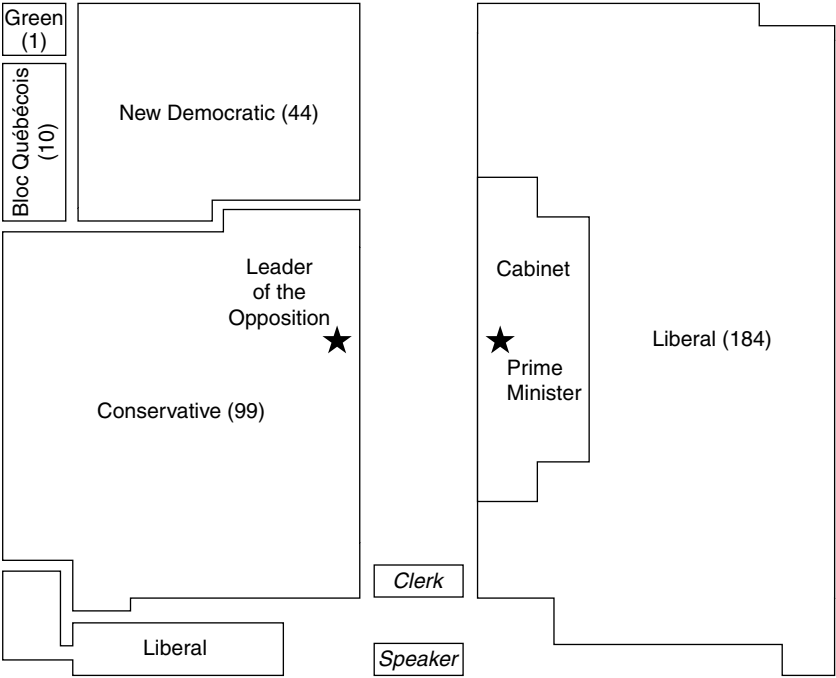 Green
(1)
Bloc Québécois
(10)
New Democratic (44)
Leader
of the
Opposition
Conservative (99)
Liberal
Clerk
Speaker
Cabinet
Prime
Minister
Liberal (184)